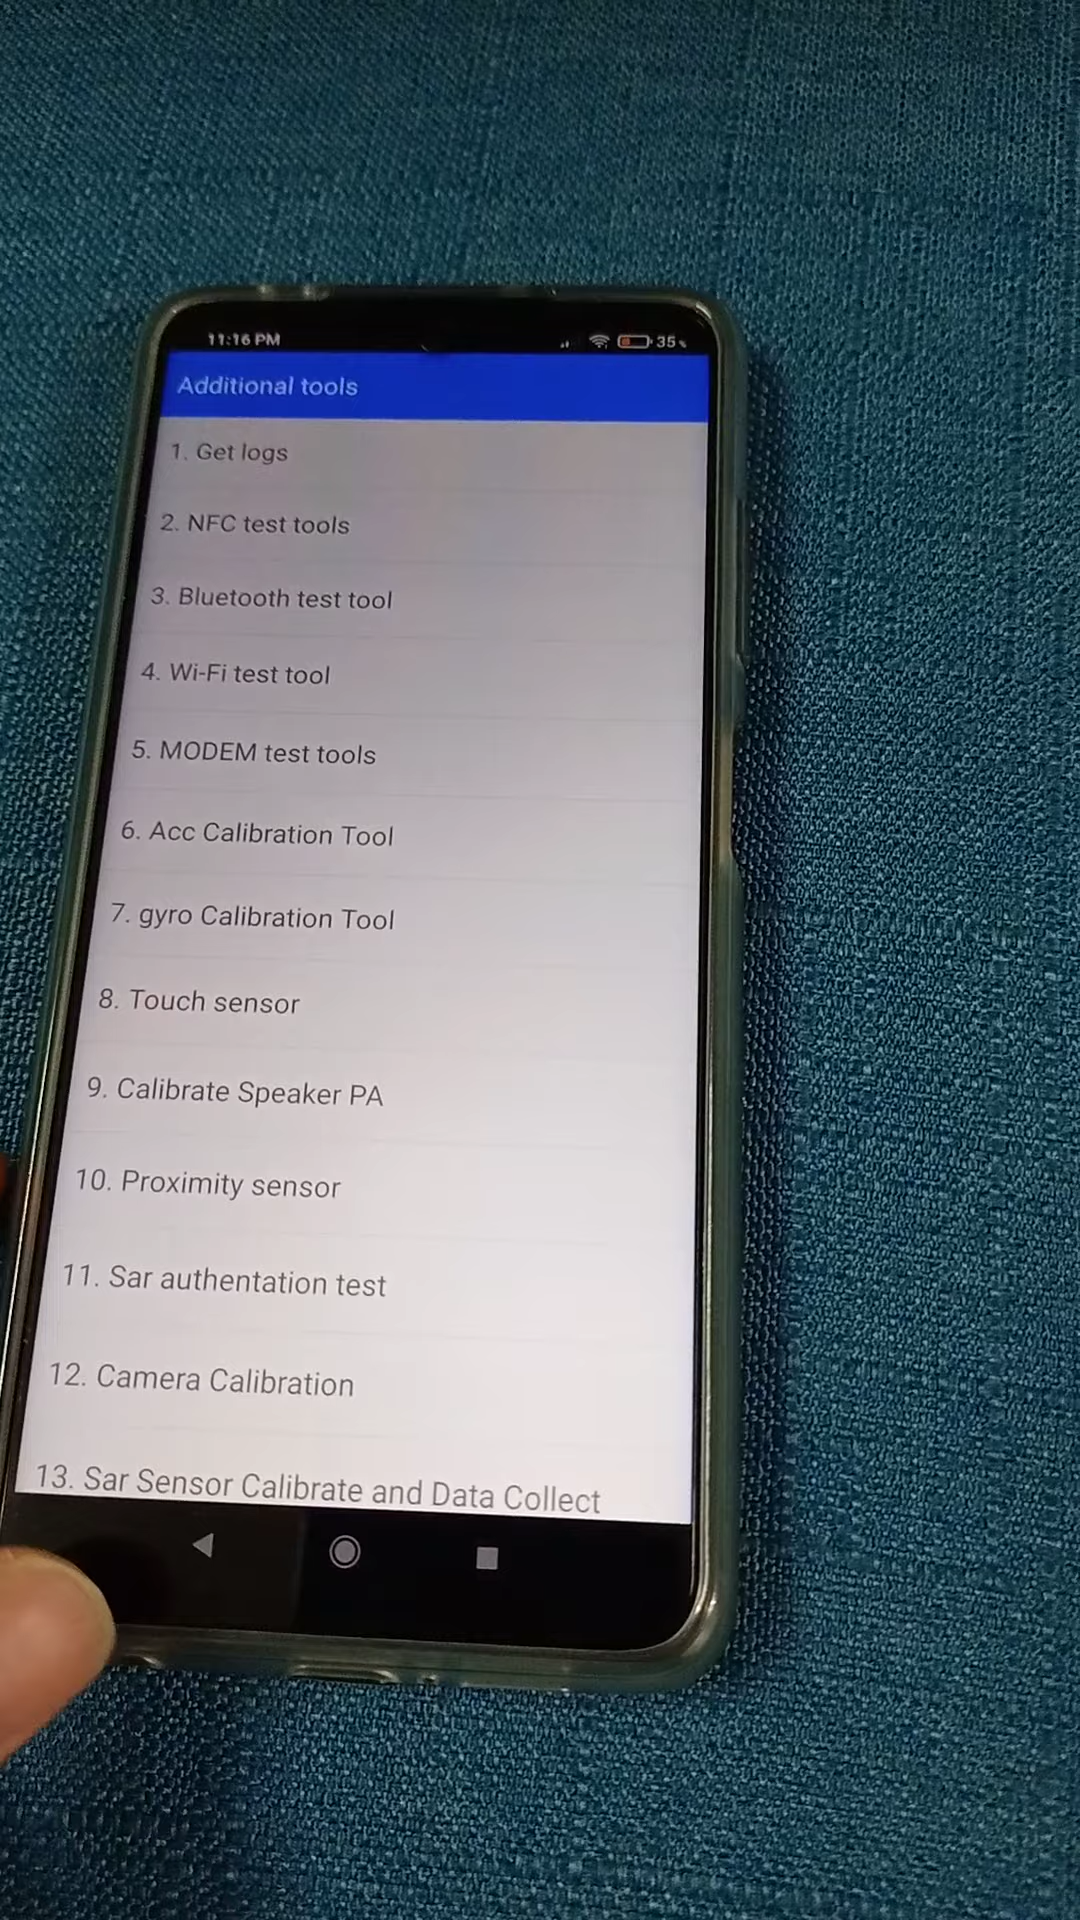 11:16 PM 35
Additional tools
1. Get logs
2. NFC test tools
3. Bluetooth test tool
4. Wi-Fi test tool
5. MODEM test tools
6. Acc Calibration Tool
7. gyro Calibration Tool
8. Touch sensor
9. Calibrate Speaker PA
10. Proximity sensor
11. Sar authentation test
12. Camera Calibration
13. Sar Sensor Calibrate and Data Collect